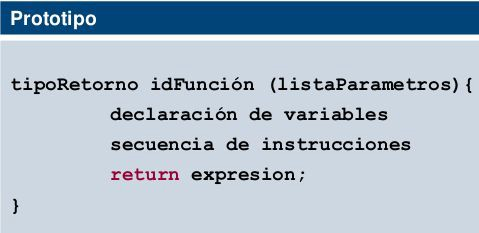 Prototipo
tipoRetorno idFunción (listaParametros){
declaración de variables
secuencia de instrucciones
return expresion;
}